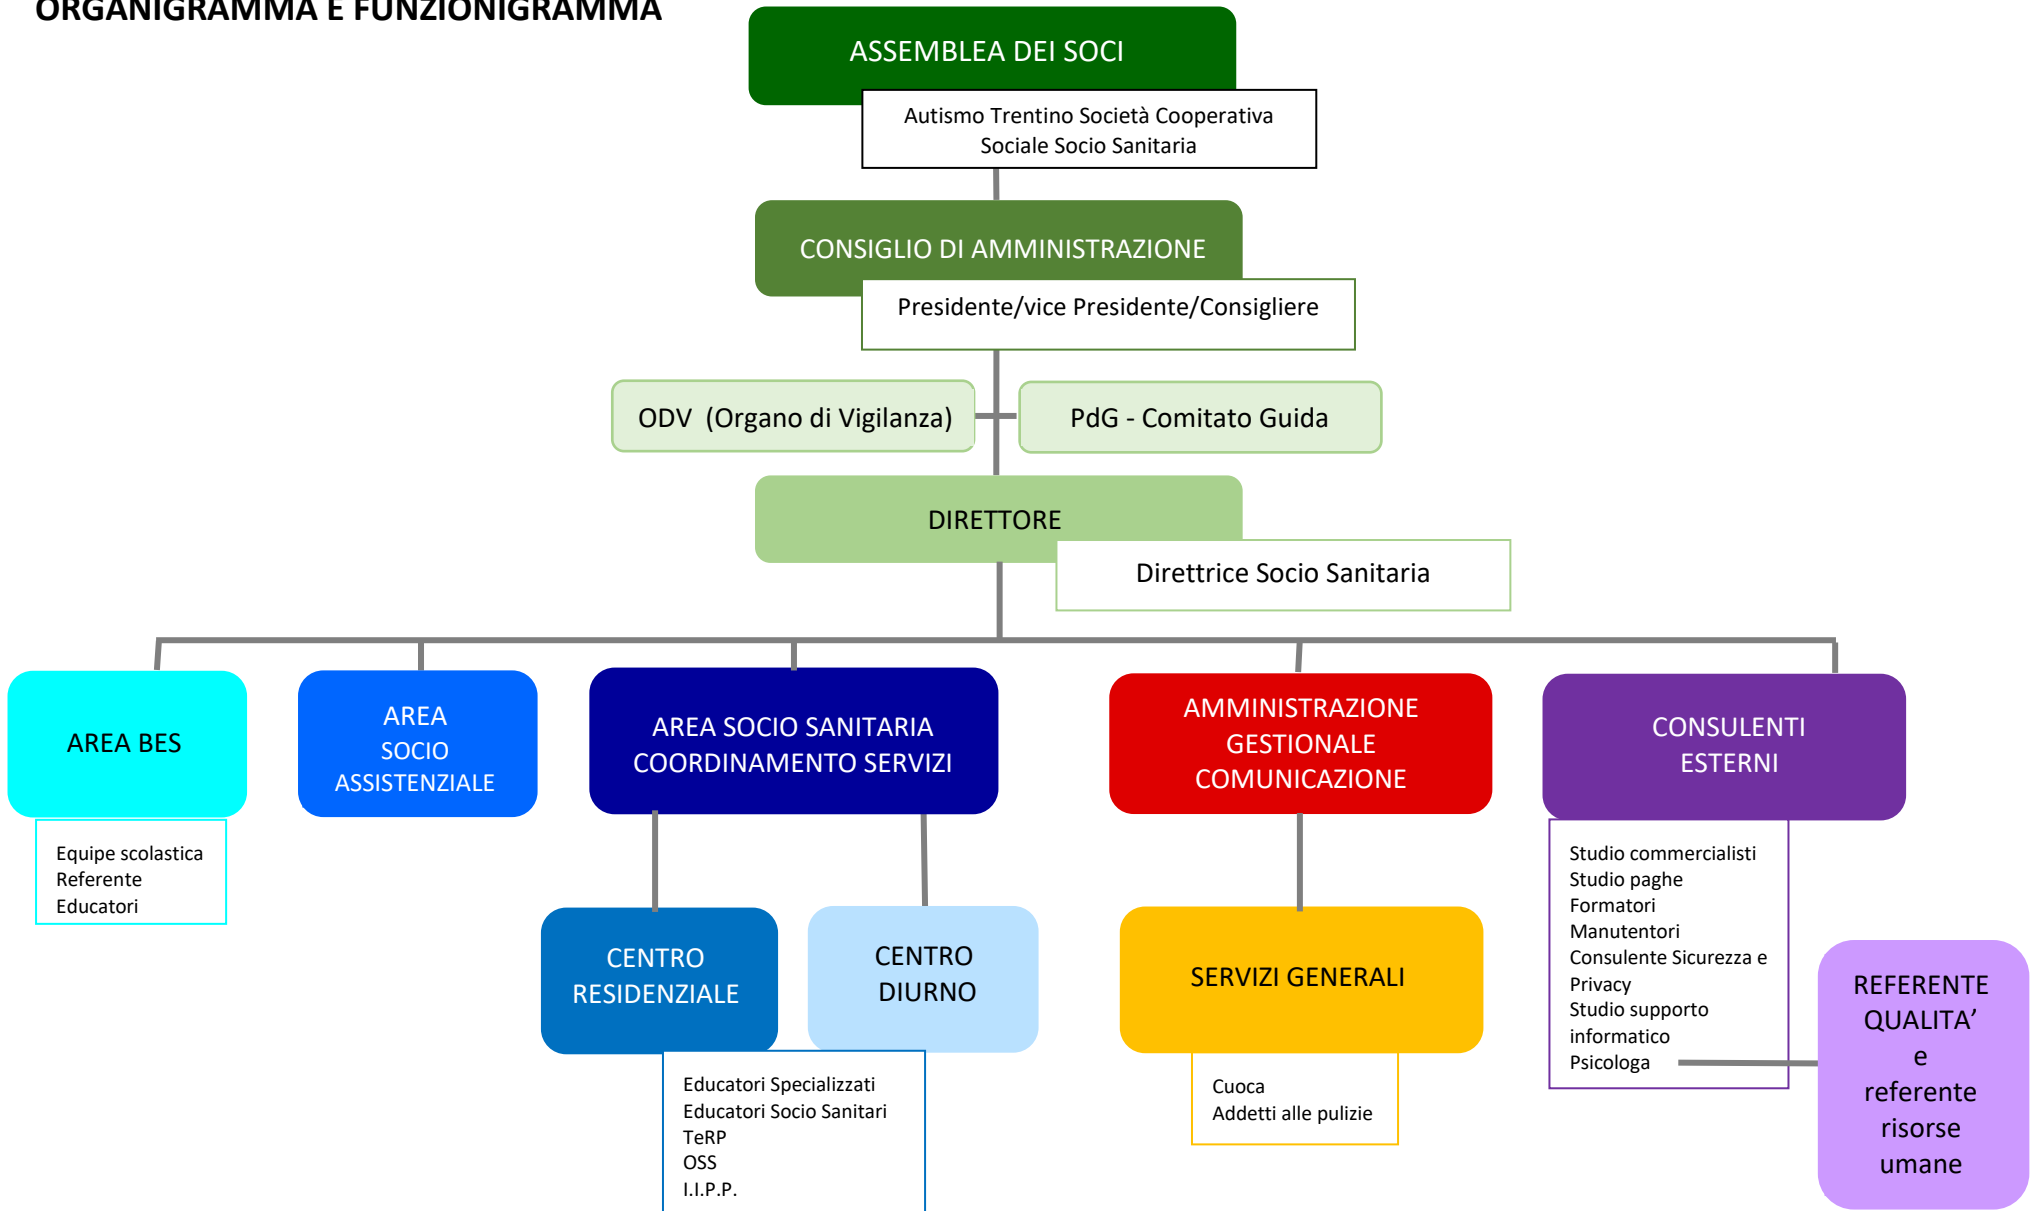 ORGANIGRAMMA E FUNZIONIGRAMMA
ASSEMBLEA DEI SOCI
Autismo Trentino Società Cooperativa
Sociale Socio Sanitaria
CONSIGLIO DI AMMINISTRAZIONE
Presidente/vice Presidente/Consigliere
ODV (Organo di Vigilanza)
PdG - Comitato Guida
DIRETTORE
Direttrice Socio Sanitaria
AREA BES
Equipe scolastica
Referente
Educatori
AREA
SOCIO
ASSISTENZIALE
AREA SOCIO SANITARIA
COORDINAMENTO SERVIZI
CENTRO
RESIDENZIALE
CENTRO
DIURNO
Educatori Specializzati
Educatori Socio Sanitari
TeRP
OSS
I.I.P.P.
AMMINISTRAZIONE
GESTIONALE
COMUNICAZIONE
SERVIZI GENERALI
Cuoca
Addetti alle pulizie
CONSULENTI
ESTERNI
Studio commercialisti
Studio paghe
Formatori
Manutentori
Consulente Sicurezza e
Privacy
Studio supporto
informatico
Psicologa
REFERENTE
QUALITA’
e
referente
risorse
umane